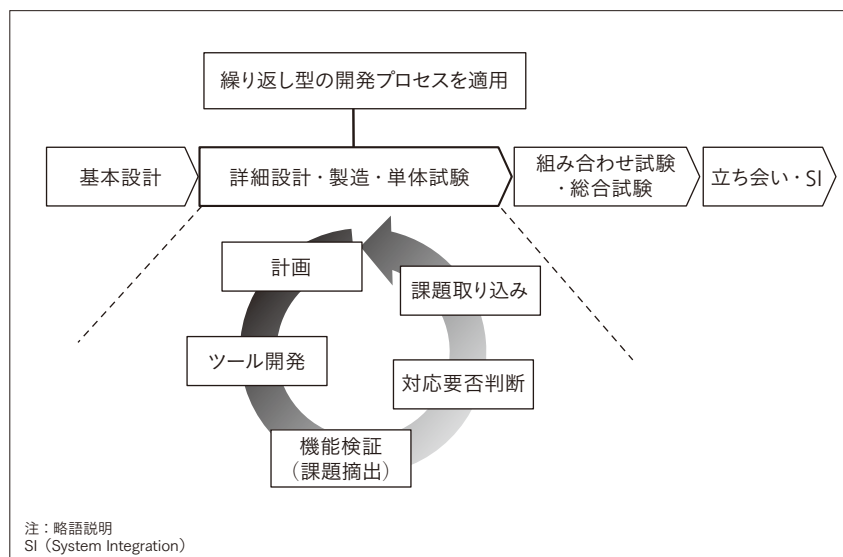 繰り返し型の開発プロセスを適用
基本設計
詳細設計・製造・単体試験
組み合わせ試験
・総合試験
立ち会い・SI
計画
課題取り込み
ツール開発
対応要否判断
機能検証
（課題摘出）
注：略語説明
SI（System Integration）